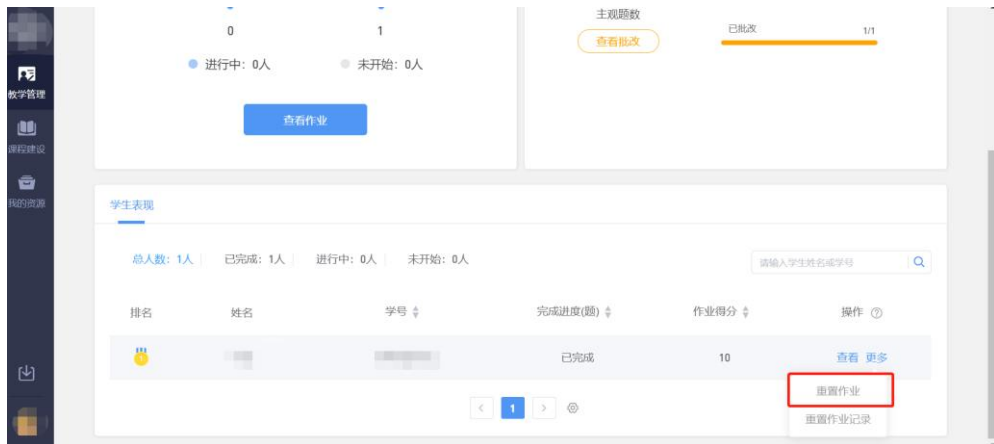 教学管理
课程建设
我的资源
0 1
进行中：0人 未开始：0人
查看作业
主观题数
查看批改
已批改 1/1
学生表现
总人数：1人 已完成：1人 进行中：0人 未开始：0人
请输入学生姓名或学号
排名 姓名 学号 完成进度(题) 作业得分 操作
已完成 10 查看 更多
重置作业
1
重置作业记录